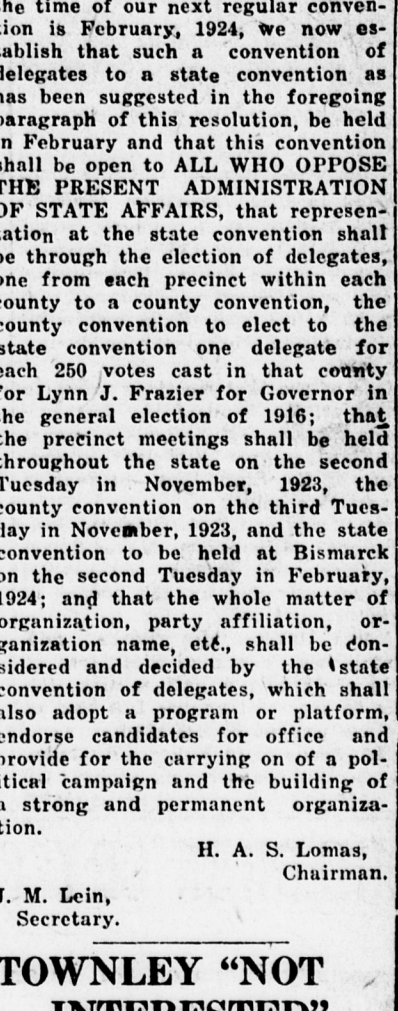 the time of our next regular conven-
tion is February, 1924, we now es-
tablish that such a convention of
delegates to a state convention as
has been suggested in the foregoing
paragraph of this resolution, be held
in February and that this convention
shall be open to ALL WHO OPPOSE
THE PRESENT ADMINISTRATION
OF STATE AFFAIRS, that represen-
tation at the state convention shall
be through the election of delegates,
one from each precinct within each
county to a county convention, the
county convention to elect to the
state convention one delegate for
each 250 votes cast in that county
for Lynn J. Frazier for Governor in
the general election of 1916; that
the precinct meetings shall be held
throughout the state on the second
Tuesday in November, 1923, the
county convention on the third Tues-
day in November, 1923, and the state
convention to be held at Bismarck
on the second Tuesday in February,
1924; and that the whole matter of
organization, party affiliation, or-
ganization name, etc., shall be con-
sidered and decided by the state
convention of delegates, which shall
also adopt a program or platform,
endorse candidates for office and
provide for the carrying on of a pol-
itical campaign and the building of
a strong and permanent organiza-
tion.
H. A. S. Lomas,
Chairman.
J. M. Lein,
Secretary.
TOWNLEY "NOT
INTERESTED"